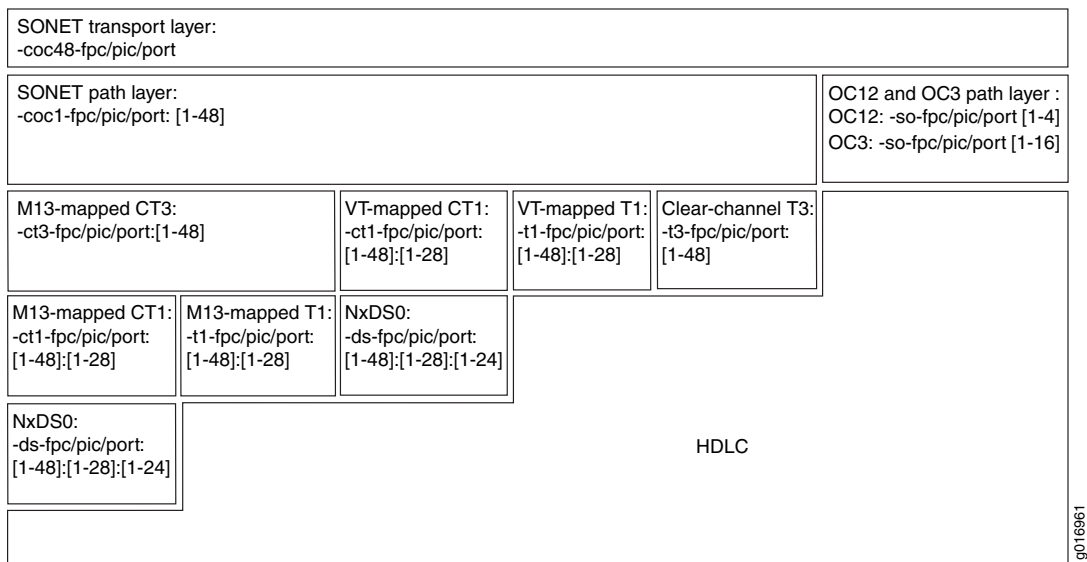 SONET transport layer:
-coc48-fpc/pic/port
SONET path layer:
-coc1-fpc/pic/port: [1-48]
OC12 and OC3 path layer :
OC12: -so-fpc/pic/port [1-4]
OC3: -so-fpc/pic/port [1-16]
M13-mapped CT3:
-ct3-fpc/pic/port:[1-48]
VT-mapped CT1:
-ct1-fpc/pic/port:
[1-48]:[1-28]
VT-mapped T1:
-t1-fpc/pic/port:
[1-48]:[1-28]
Clear-channel T3:
-t3-fpc/pic/port:
[1-48]
M13-mapped CT1:
-ct1-fpc/pic/port:
[1-48]:[1-28]
M13-mapped T1:
-t1-fpc/pic/port:
[1-48]:[1-28]
NxDS0:
-ds-fpc/pic/port:
[1-48]:[1-28]:[1-24]
NxDS0:
-ds-fpc/pic/port:
[1-48]:[1-28]:[1-24]
HDLC
g016961